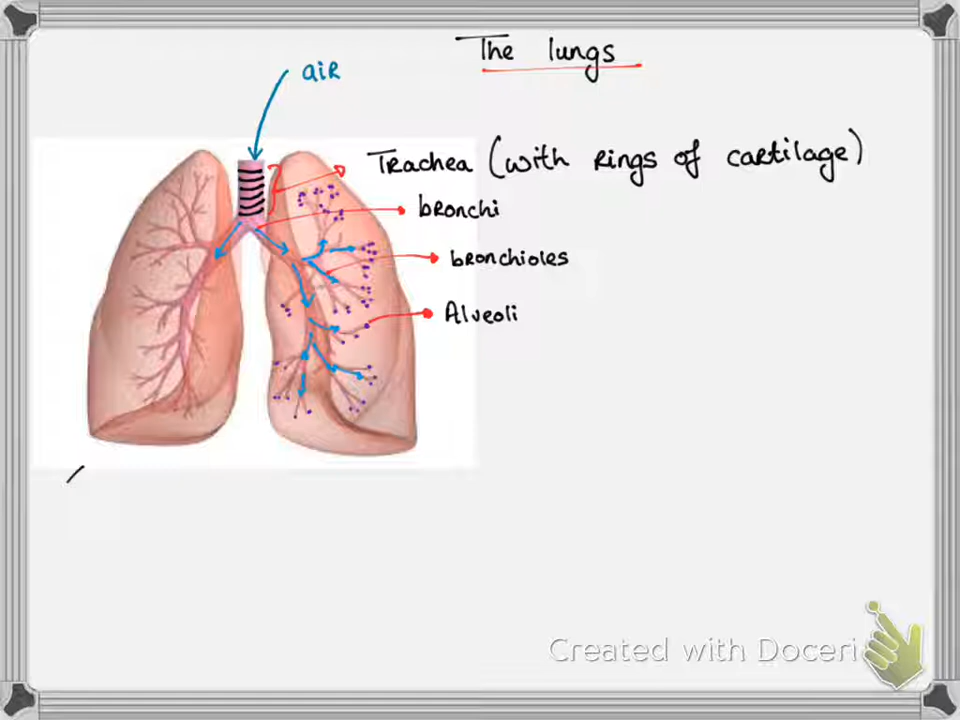 The lungs
aiR
Trachea (with rings of cartilage)
bronchi
bronchioles
Alveoli
Created with Doceri